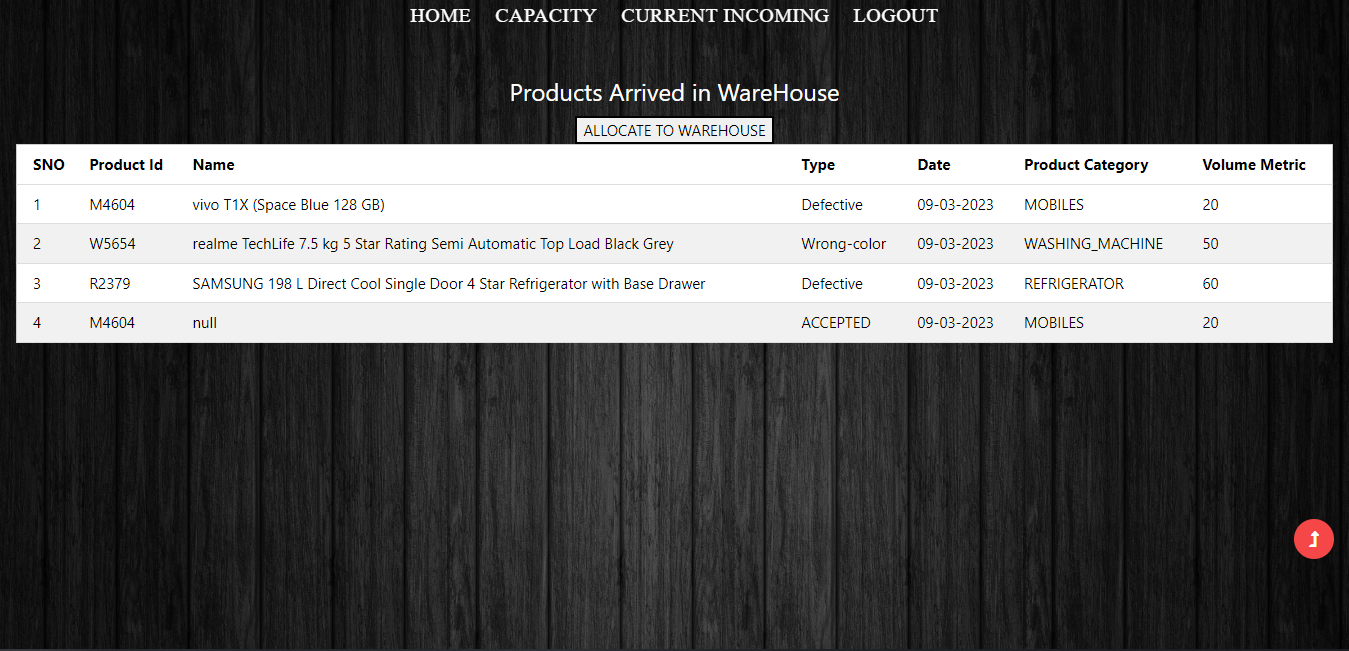 HOME CAPACITY CURRENT INCOMING LOGOUT
Products Arrived in WareHouse
ALLOCATE TO WAREHOUSE
SNO Product Id Name Type Date Product Category Volume Metric
1 M4604 vivo T1X (Space Blue 128 GB) Defective 09-03-2023 MOBILES 20
2 W5654 realme TechLife 7.5 kg 5 Star Rating Semi Automatic Top Load Black Grey Wrong-color 09-03-2023 WASHING_MACHINE 50
3 R2379 SAMSUNG 198 L Direct Cool Single Door 4 Star Refrigerator with Base Drawer Defective 09-03-2023 REFRIGERATOR 60
4 M4604 null ACCEPTED 09-03-2023 MOBILES 20